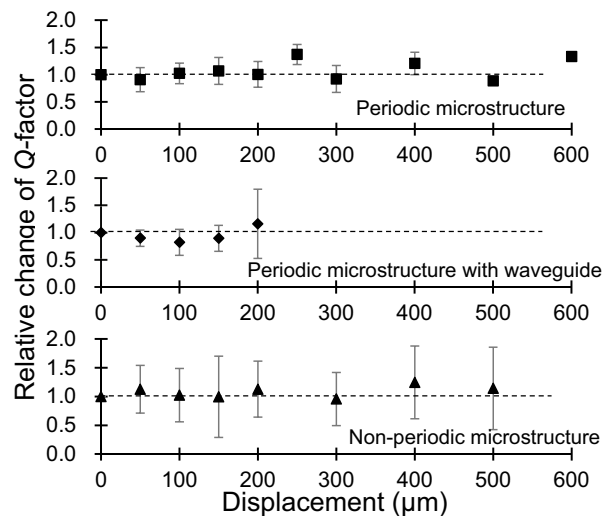 Relative change of Q-factor
2.0
1.5
1.0
0.5
0.0
Periodic microstructure
0 100 200 300 400 500 600
2.0
1.5
1.0
0.5
0.0
Periodic microstructure with waveguide
0 100 200 300 400 500 600
2.0
1.5
1.0
0.5
0.0
Non-periodic microstructure
0 100 200 300 400 500 600
Displacement (μm)